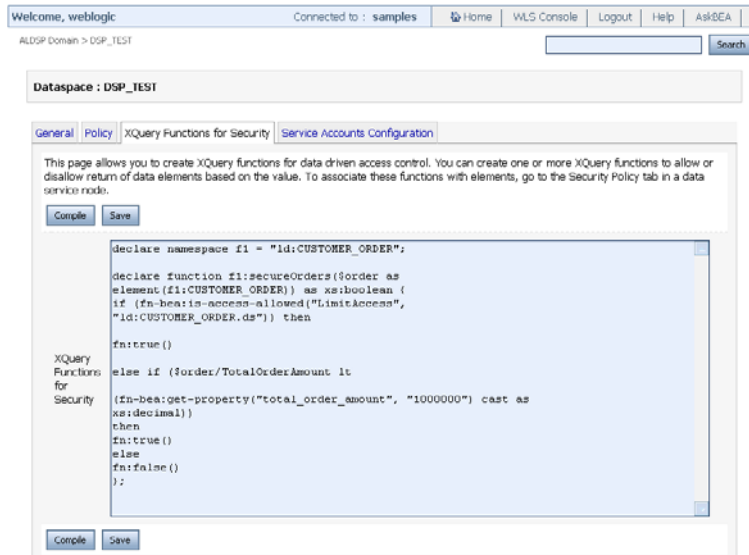 Welcome, weblogic Connected to : samples Home WLS Console Logout Help AskBEA
ALDSP Domain > DSP_TEST Search
Dataspace : DSP_TEST
General Policy XQuery Functions for Security Service Accounts Configuration
This page allows you to create XQuery functions for data driven access control. You can create one or more XQuery functions to allow or
disallow return of data elements based on the value. To associate these functions with elements, go to the Security Policy tab in a data
service node.
Compile Save
XQuery
Functions
for
Security
declare namespace f1 = "ld:CUSTOMER_ORDER";
declare function f1:secureOrders($order as
element(f1:CUSTOMER_ORDER)) as xs:boolean {
if (fn-bea:is-access-allowed("LimitAccess",
"ld:CUSTOMER_ORDER.ds")) then
fn:true()
else if ($order/TotalOrderAmount lt
(fn-bea:get-property("total_order_amount", "1000000") cast as
xs:decimal))
then
fn:true()
else
fn:false()
};
Compile Save